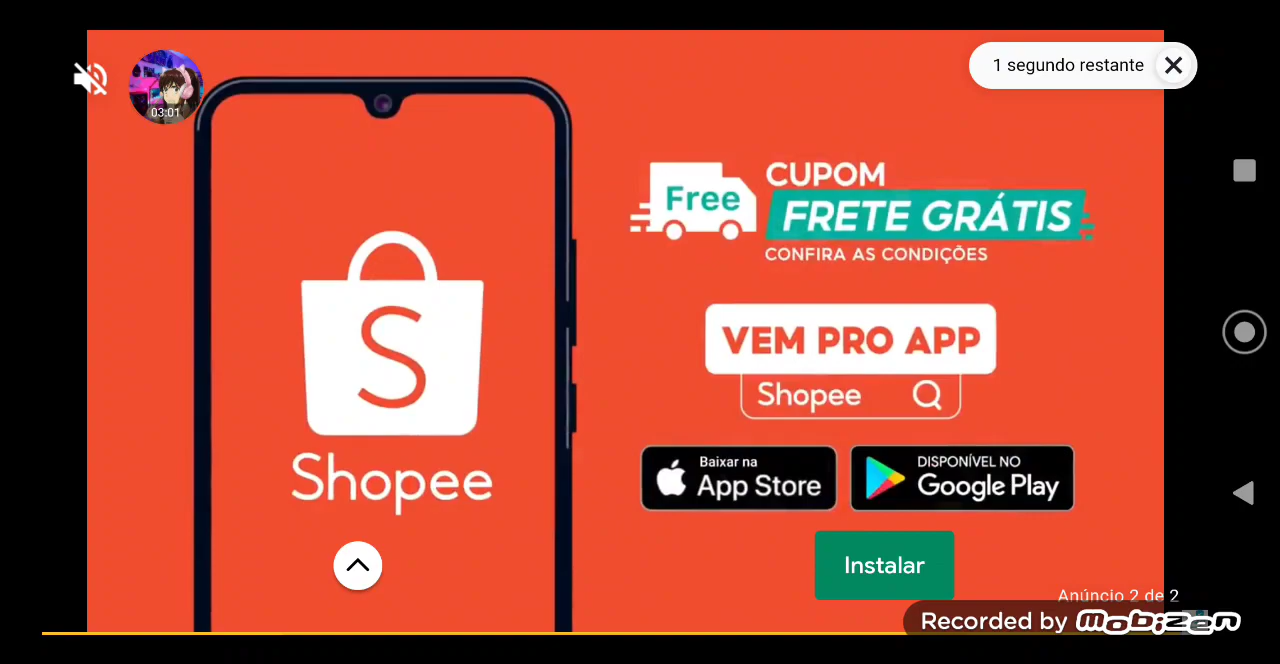 1 segundo restante
03:01
Free
CUPOM
FRETE GRÁTIS
CONFIRA AS CONDIÇÕES
VEM PRO APP
Shopee
S
Shopee
Baixar na
App Store
DISPONÍVEL NO
Google Play
Instalar
Anúncio 2 de 2
Recorded by mobizen